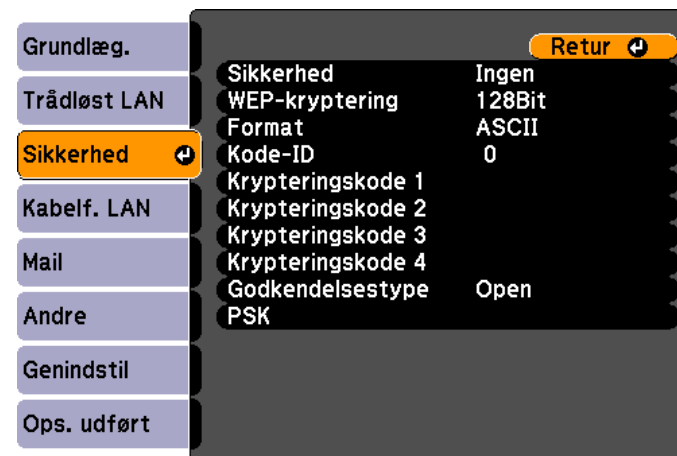 Grundlæg.
Trådløst LAN
Sikkerhed
Kabelf. LAN
Mail
Andre
Genindstil
Ops. udført
Retur
Sikkerhed Ingen
WEP-kryptering 128Bit
Format ASCII
Kode-ID 0
Krypteringskode 1
Krypteringskode 2
Krypteringskode 3
Krypteringskode 4
Godkendelsestype Open
PSK